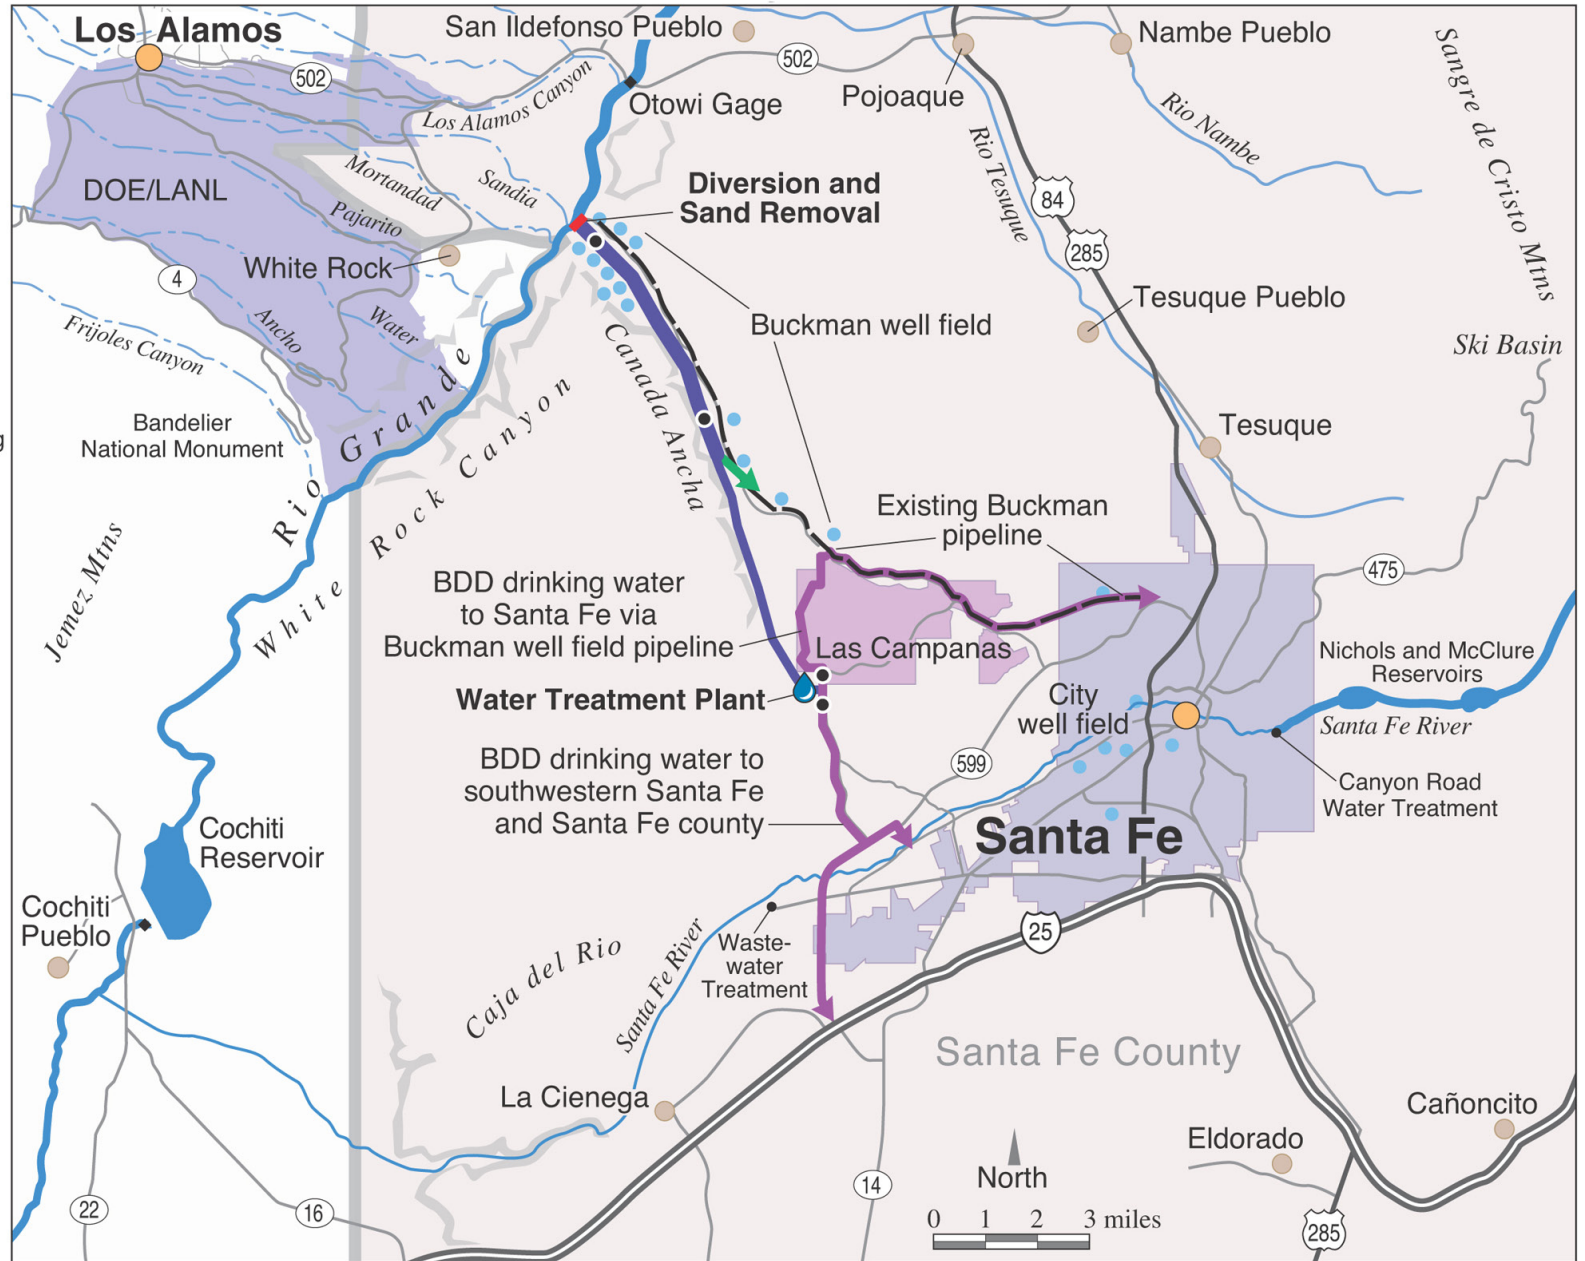 Los Alamos
San Ildefonso Pueblo
502
502
Nambe Pueblo
Pojoaque
Otowi Gage
Los Alamos Canyon
Rio Nambe
Rio Tesuque
Sangre de Cristo Mtns
DOE/LANL
Mortandad
Sandia
Pajarito
Diversion and
Sand Removal
84
285
White Rock
4
Ancho
Water
Frijoles Canyon
Tesuque Pueblo
Buckman well field
Canada Ancha
Ski Basin
Bandelier
National Monument
Rio Grande
White Rock Canyon
Tesuque
g
Existing Buckman
pipeline
475
Jemez Mtns
BDD drinking water
to Santa Fe via
Buckman well field pipeline
Las Campanas
Nichols and McClure
Reservoirs
Santa Fe River
Water Treatment Plant
City
well field
BDD drinking water to
southwestern Santa Fe
and Santa Fe county
599
Canyon Road
Water Treatment
Santa Fe
Cochiti
Reservoir
Cochiti
Pueblo
25
Waste-
water
Treatment
Caja del Rio
Santa Fe River
Santa Fe County
La Cienega
Cañoncito
Eldorado
North
22
16
14
0 1 2 3 miles
285